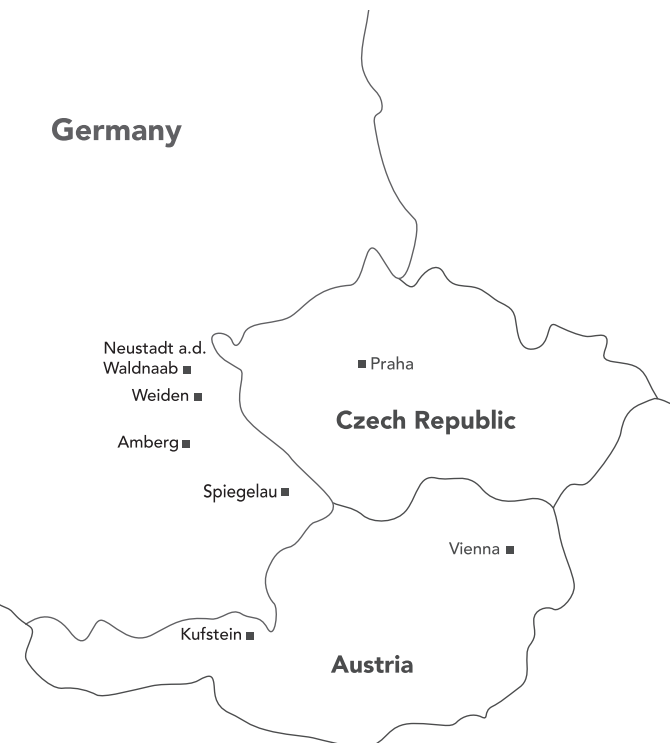 Germany
Neustadt a.d.
Waldnaab
Praha
Weiden
Czech Republic
Amberg
Spiegelau
Vienna
Kufstein
Austria